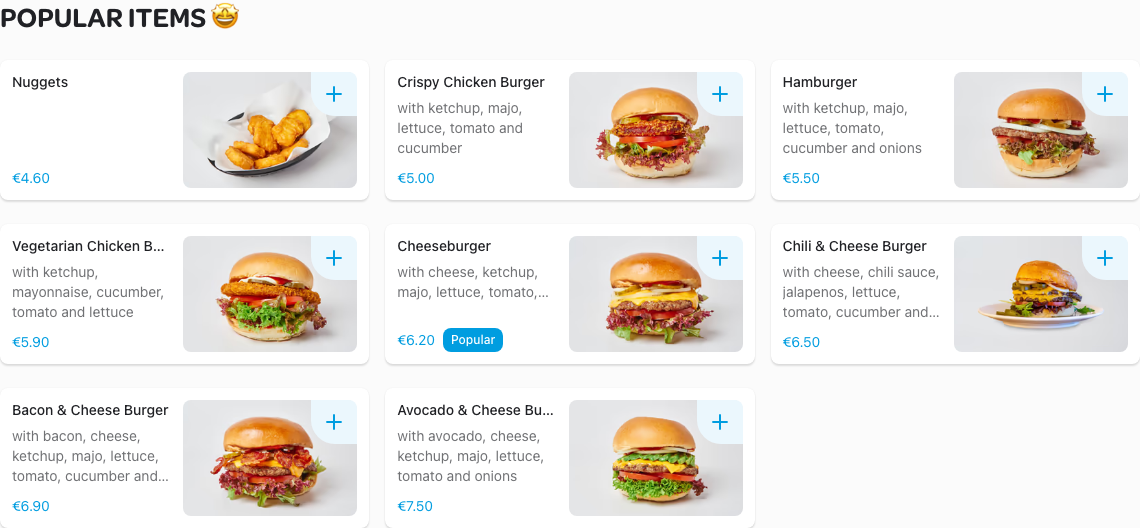 POPULAR ITEMS 🤩
Nuggets
€4.60
Crispy Chicken Burger
with ketchup, majo,
lettuce, tomato and
cucumber
€5.00
Hamburger
with ketchup, majo,
lettuce, tomato,
cucumber and onions
€5.50
Vegetarian Chicken B...
with ketchup,
mayonnaise, cucumber,
tomato and lettuce
€5.90
Cheeseburger
with cheese, ketchup,
majo, lettuce, tomato,...
€6.20 Popular
Chili & Cheese Burger
with cheese, chili sauce,
jalapenos, lettuce,
tomato, cucumber and...
€6.50
Bacon & Cheese Burger
with bacon, cheese,
ketchup, majo, lettuce,
tomato, cucumber and...
€6.90
Avocado & Cheese Bu...
with avocado, cheese,
ketchup, majo, lettuce,
tomato and onions
€7.50